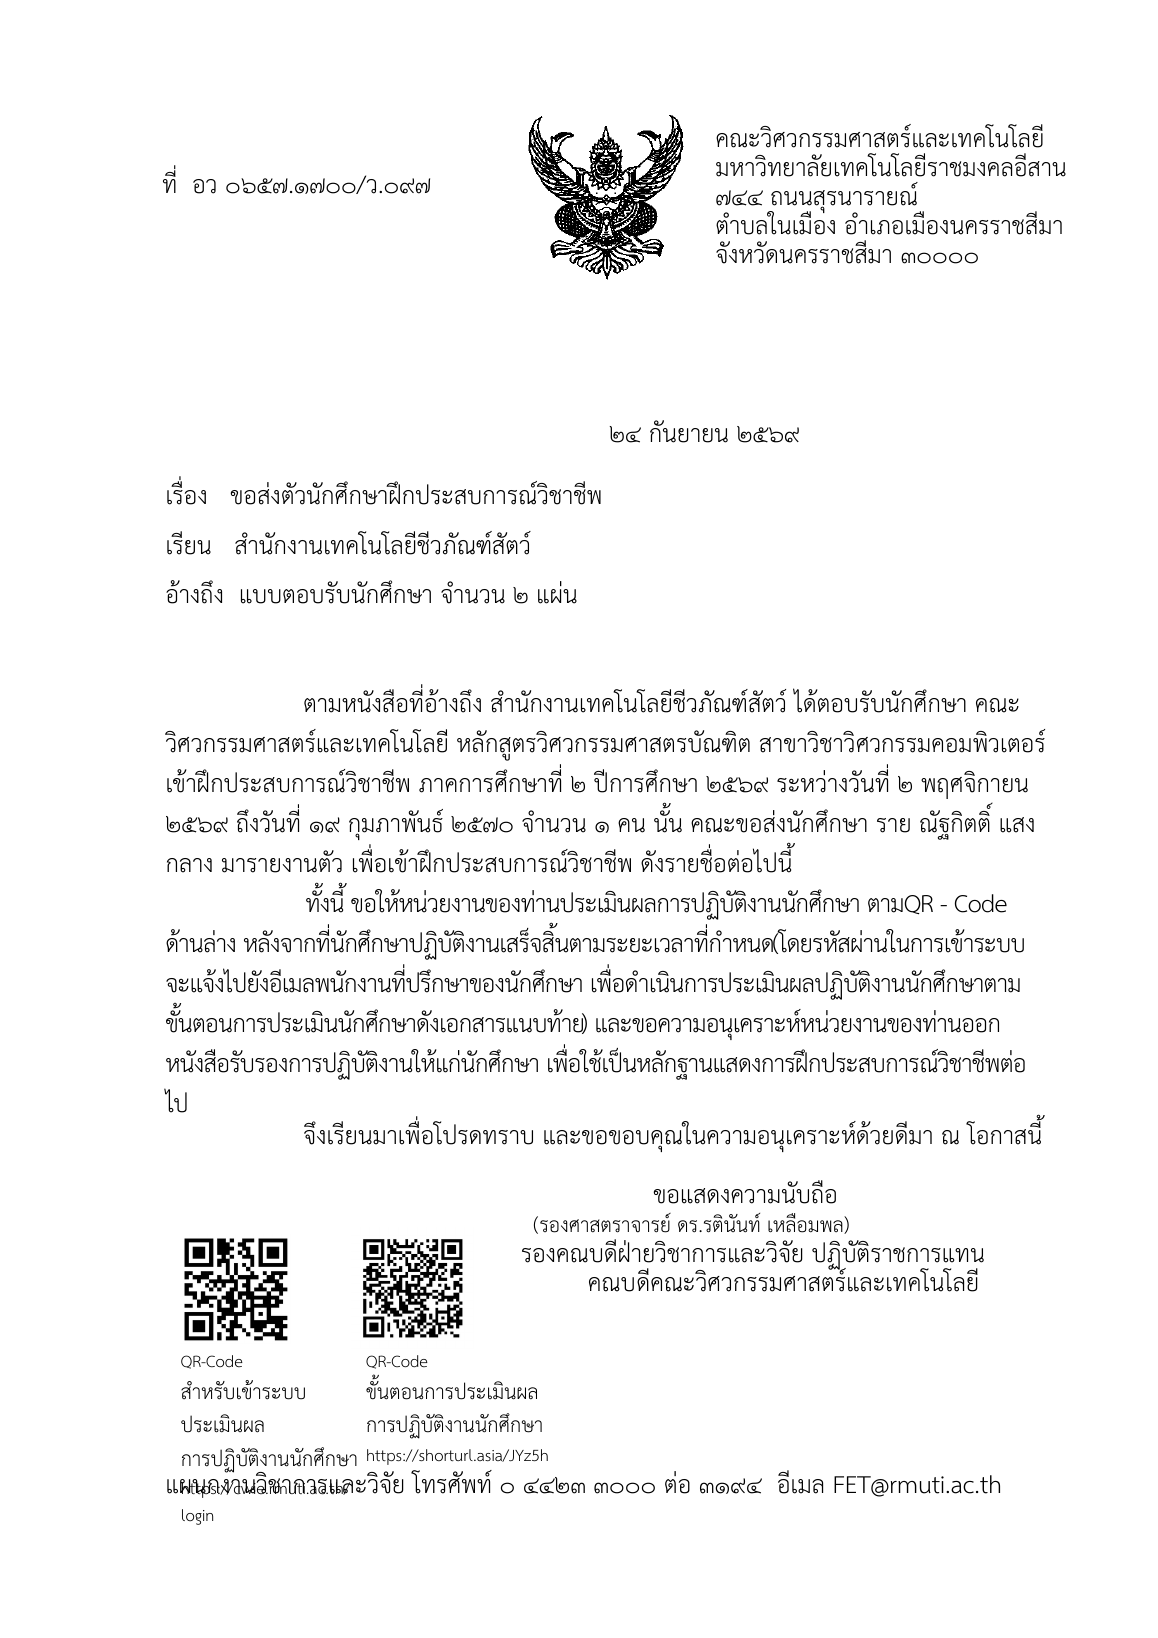 คณะวิศวกรรมศาสตร์และเทคโนโลยี
มหาวิทยาลัยเทคโนโลยีราชมงคลอีสาน
ที่ อว ๐๖๕๗.๑๗๐๐/ว.๐๙๗
๗๔๔ ถนนสุรนารายณ์
ตำบลในเมือง อำเภอเมืองนครราชสีมา
จังหวัดนครราชสีมา ๓๐๐๐๐
๒๔ กันยายน ๒๕๖๙
เรื่อง ขอส่งตัวนักศึกษาฝึกประสบการณ์วิชาชีพ
เรียน สำนักงานเทคโนโลยีชีวภัณฑ์สัตว์
อ้างถึง แบบตอบรับนักศึกษา จำนวน ๒ แผ่น
ตามหนังสือที่อ้างถึง สำนักงานเทคโนโลยีชีวภัณฑ์สัตว์ ได้ตอบรับนักศึกษา คณะ
วิศวกรรมศาสตร์และเทคโนโลยี หลักสูตรวิศวกรรมศาสตรบัณฑิต สาขาวิชาวิศวกรรมคอมพิวเตอร์
เข้าฝึกประสบการณ์วิชาชีพ ภาคการศึกษาที่ ๒ ปีการศึกษา ๒๕๖๙ ระหว่างวันที่ ๒ พฤศจิกายน
๒๕๖๙ ถึงวันที่ ๑๙ กุมภาพันธ์ ๒๕๗๐ จำนวน ๑ คน นั้น คณะขอส่งนักศึกษา ราย ณัฐกิตติ์ แสง
กลาง มารายงานตัว เพื่อเข้าฝึกประสบการณ์วิชาชีพ ดังรายชื่อต่อไปนี้
ทั้งนี้ ขอให้หน่วยงานของท่านประเมินผลการปฏิบัติงานนักศึกษา ตามQR - Code
ด้านล่าง หลังจากที่นักศึกษาปฏิบัติงานเสร็จสิ้นตามระยะเวลาที่กำหนด(โดยรหัสผ่านในการเข้าระบบ
จะแจ้งไปยังอีเมลพนักงานที่ปรึกษาของนักศึกษา เพื่อดำเนินการประเมินผลปฏิบัติงานนักศึกษาตาม
ขั้นตอนการประเมินนักศึกษาดังเอกสารแนบท้าย) และขอความอนุเคราะห์หน่วยงานของท่านออก
หนังสือรับรองการปฏิบัติงานให้แก่นักศึกษา เพื่อใช้เป็นหลักฐานแสดงการฝึกประสบการณ์วิชาชีพต่อ
ไป
จึงเรียนมาเพื่อโปรดทราบ และขอขอบคุณในความอนุเคราะห์ด้วยดีมา ณ โอกาสนี้
ขอแสดงความนับถือ
(รองศาสตราจารย์ ดร.รตินันท์ เหลือมพล)
รองคณบดีฝ่ายวิชาการและวิจัย ปฏิบัติราชการแทน
คณบดีคณะวิศวกรรมศาสตร์และเทคโนโลยี
QR-Code
สำหรับเข้าระบบ
ประเมินผล
การปฏิบัติงานนักศึกษา
QR-Code
ขั้นตอนการประเมินผล
การปฏิบัติงานนักศึกษา
https://shorturl.asia/JYz5h
แผนกงานวิชาการและวิจัย โทรศัพท์ ๐ ๔๔๒๓ ๓๐๐๐ ต่อ ๓๑๙๔ อีเมล FET@rmuti.ac.th
login